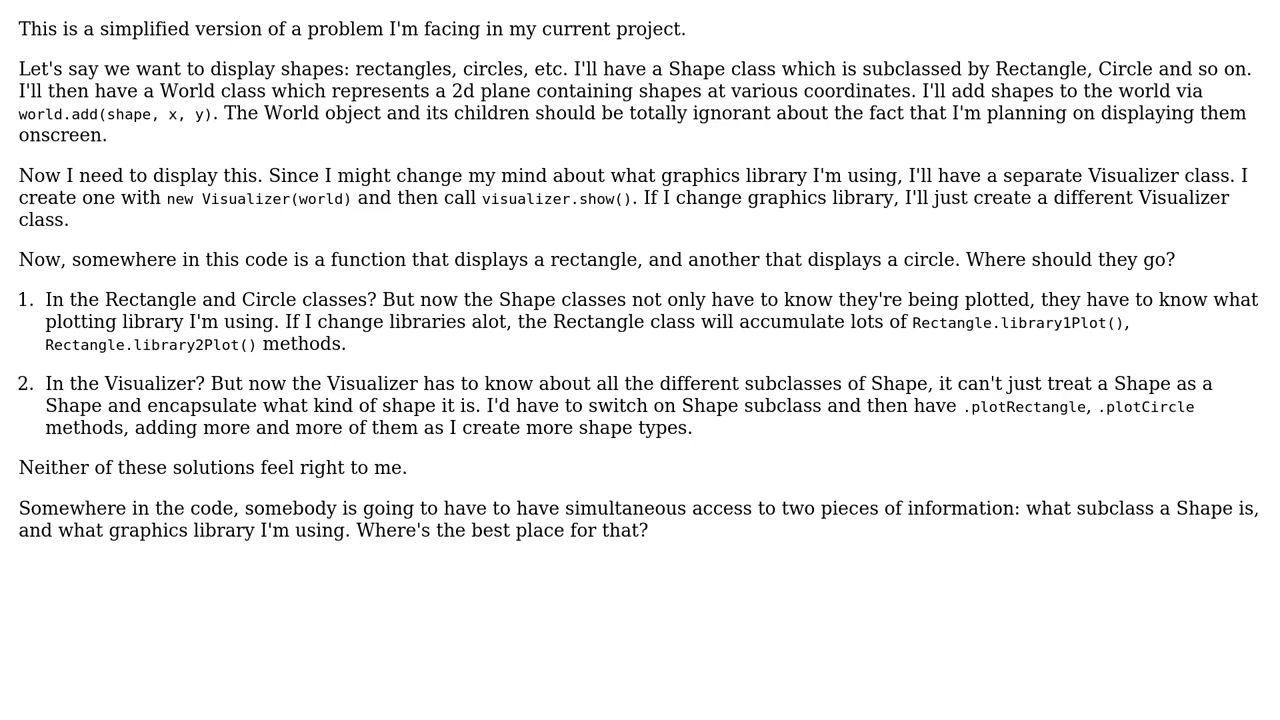 This is a simplified version of a problem I'm facing in my current project.
Let's say we want to display shapes: rectangles, circles, etc. I'll have a Shape class which is subclassed by Rectangle, Circle and so on.
I'll then have a World class which represents a 2d plane containing shapes at various coordinates. I'll add shapes to the world via
world.add(shape, x, y). The World object and its children should be totally ignorant about the fact that I'm planning on displaying them
onscreen.
Now I need to display this. Since I might change my mind about what graphics library I'm using, I'll have a separate Visualizer class. I
create one with new Visualizer(world) and then call visualizer.show(). If I change graphics library, I'll just create a different Visualizer
class.
Now, somewhere in this code is a function that displays a rectangle, and another that displays a circle. Where should they go?
1. In the Rectangle and Circle classes? But now the Shape classes not only have to know they're being plotted, they have to know what
plotting library I'm using. If I change libraries alot, the Rectangle class will accumulate lots of Rectangle.library1Plot(),
Rectangle.library2Plot() methods.
2. In the Visualizer? But now the Visualizer has to know about all the different subclasses of Shape, it can't just treat a Shape as a
Shape and encapsulate what kind of shape it is. I'd have to switch on Shape subclass and then have .plotRectangle, .plotCircle
methods, adding more and more of them as I create more shape types.
Neither of these solutions feel right to me.
Somewhere in the code, somebody is going to have to have simultaneous access to two pieces of information: what subclass a Shape is,
and what graphics library I'm using. Where's the best place for that?